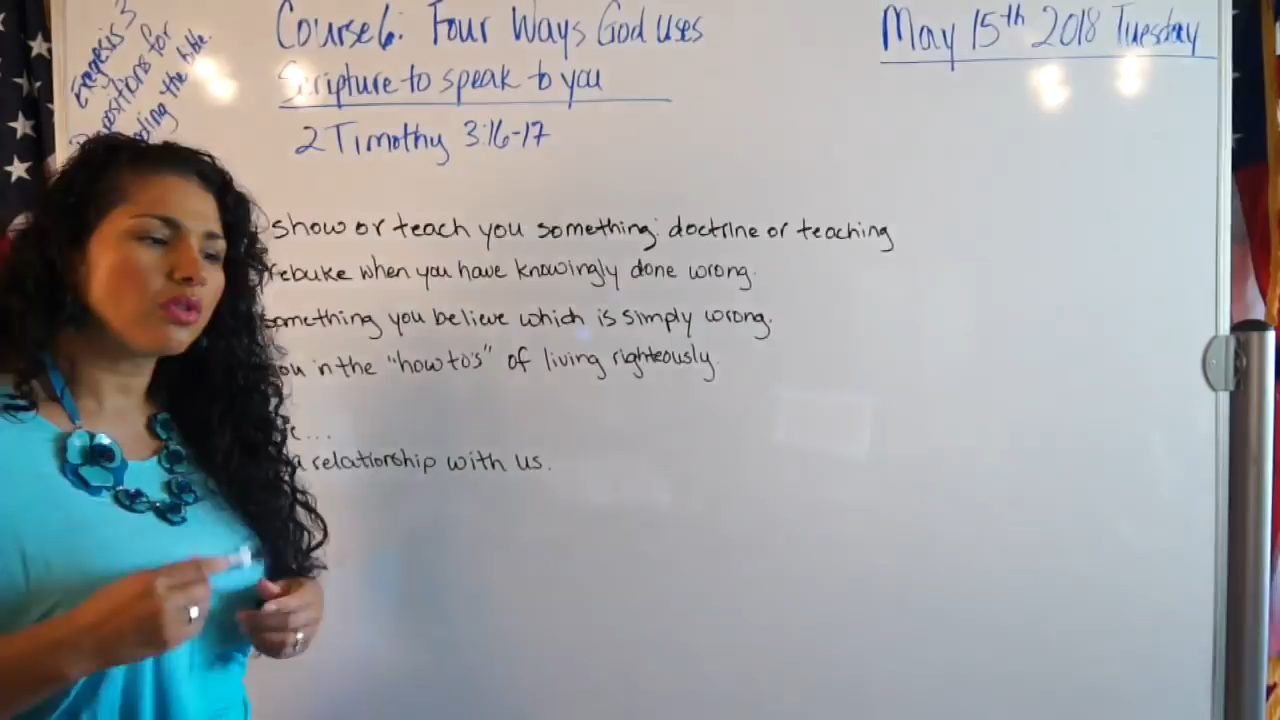 Exegesis 3
for
the bible.
Course 6: Four Ways God uses
Scripture to speak to you
2 Timothy 3:16-17
May 15th 2018 Tuesday
show or teach you something: doctrine or teaching
rebuke when you have knowingly done wrong.
something you believe which is simply wrong.
in the "how to's" of living righteously.
...
a relationship with us.